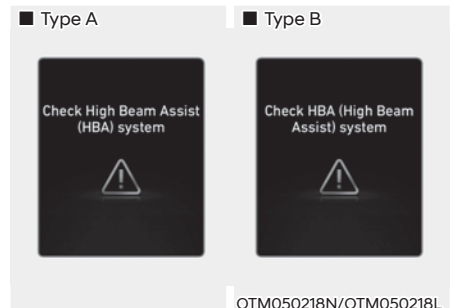 ■ Type A
■ Type B
Check High Beam Assist
(HBA) system
Check HBA (High Beam
Assist) system
OTM050218N/OTM050218L